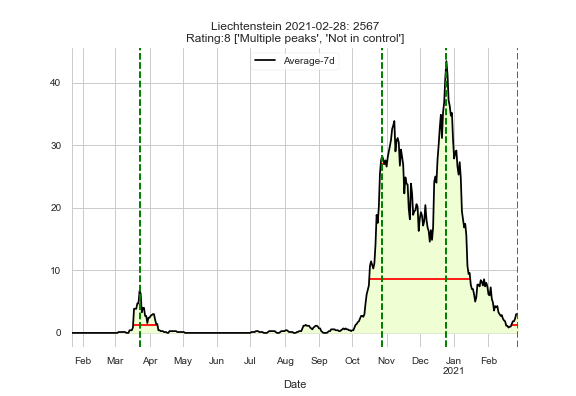 Liechtenstein 2021-02-28: 2567
Rating:8 ['Multiple peaks', 'Not in control']
Average-7d
40
30
20
10
0
Feb Mar Apr May Jun Jul Aug Sep Oct Nov Dec Jan Feb
2021
Date